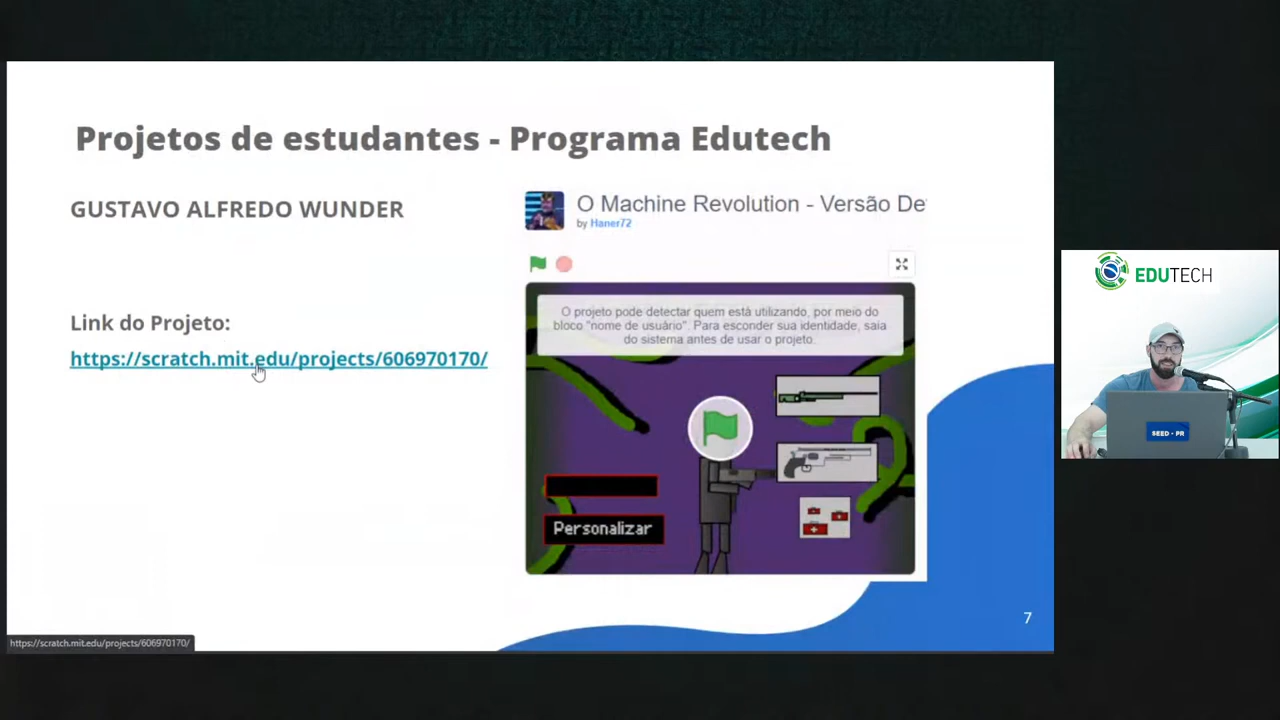 Projetos de estudantes - Programa Edutech
GUSTAVO ALFREDO WUNDER
Link do Projeto:
https://scratch.mit.edu/projects/606970170/
O Machine Revolution - Versão De
by Haner72
O projeto pode detectar quem está utilizando, por meio do
bloco "nome de usuário". Para esconder sua identidade, saia
do sistema antes de usar o projeto.
Personalizar
7
https://scratch.mit.edu/projects/606970170/
EDUTECH
SEED - PR